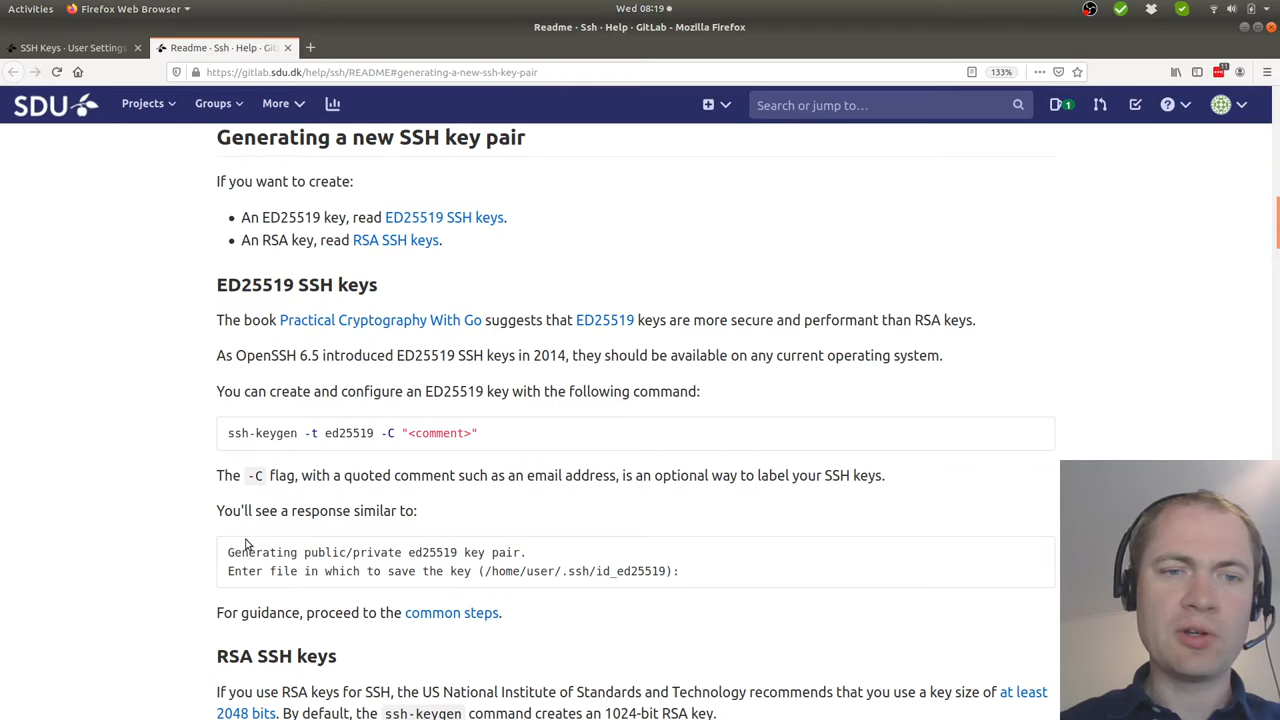 Activities Firefox Web Browser Wed 08:19
Readme · Ssh · Help · GitLab - Mozilla Firefox
SSH Keys · User Settings Readme · Ssh · Help · Git
https://gitlab.sdu.dk/help/ssh/README#generating-a-new-ssh-key-pair 133% 11
SDU Projects Groups More Search or jump to… 1
Generating a new SSH key pair
If you want to create:
• An ED25519 key, read ED25519 SSH keys.
• An RSA key, read RSA SSH keys.
ED25519 SSH keys
The book Practical Cryptography With Go suggests that ED25519 keys are more secure and performant than RSA keys.
As OpenSSH 6.5 introduced ED25519 SSH keys in 2014, they should be available on any current operating system.
You can create and configure an ED25519 key with the following command:
ssh-keygen -t ed25519 -C "<comment>"
The -C flag, with a quoted comment such as an email address, is an optional way to label your SSH keys.
You'll see a response similar to:
Generating public/private ed25519 key pair.
Enter file in which to save the key (/home/user/.ssh/id_ed25519):
For guidance, proceed to the common steps.
RSA SSH keys
If you use RSA keys for SSH, the US National Institute of Standards and Technology recommends that you use a key size of at least
2048 bits. By default, the ssh-keygen command creates an 1024-bit RSA key.